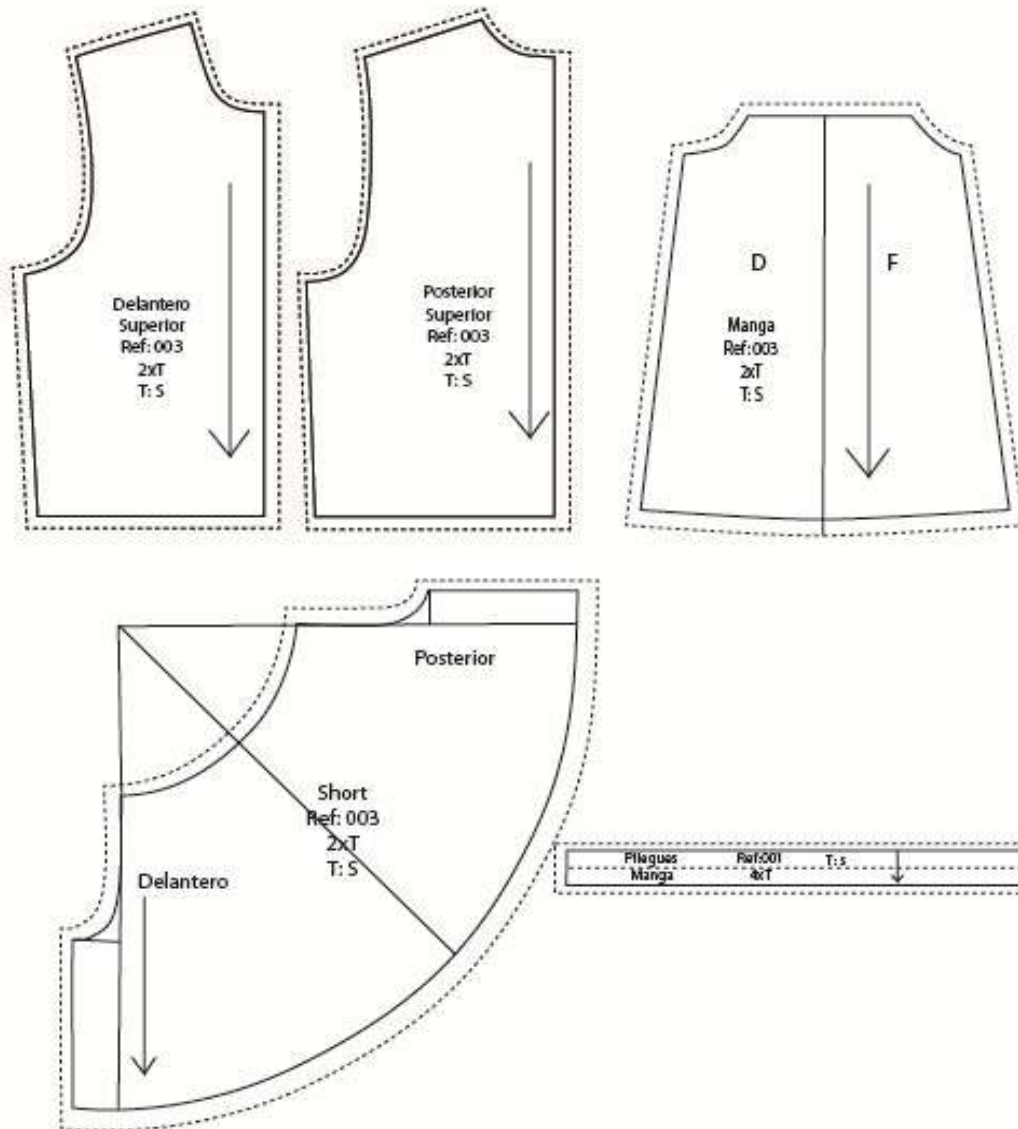 Delantero
Superior
Ref: 003
2xT
T: S
Posterior
Superior
Ref: 003
2xT
T: S
D
F
Manga
Ref:003
2xT
T: S
Posterior
Short
Ref: 003
2xT
T: S
Delantero
Pliegues Ref:001 T: s
Manga 4xT